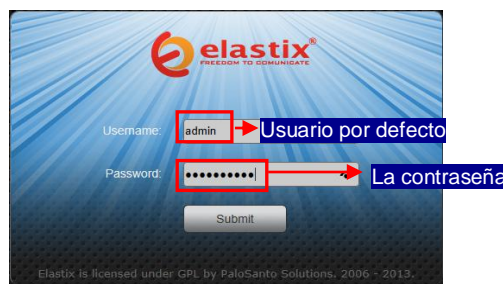 elastix®
FREEDOM TO COMUNICATE
Username: admin Usuario por defecto
Password: ●●●●●●●●●● La contraseña
Submit
Elastix is licensed under GPL by PaloSanto Solutions. 2006 - 2013.